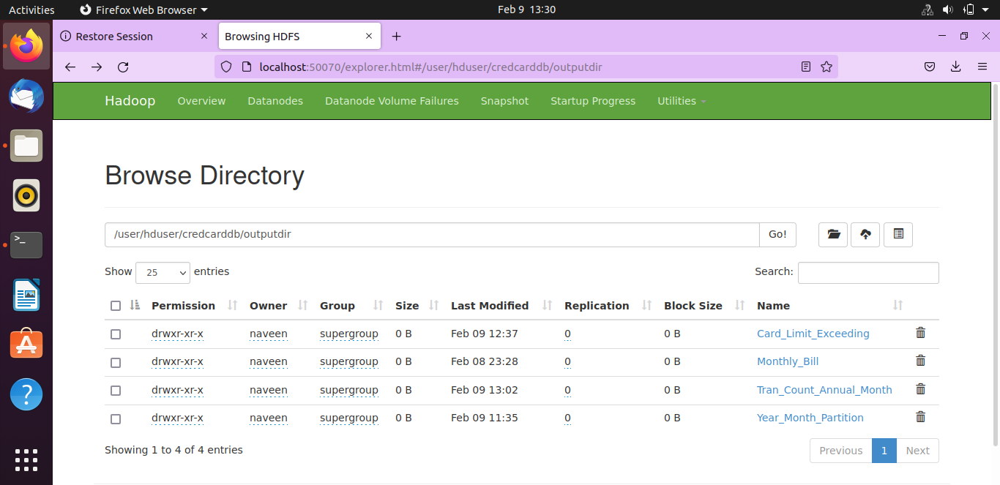 Activities Firefox Web Browser Feb 9 13:30
Restore Session Browsing HDFS
localhost:50070/explorer.html#/user/hduser/credcarddb/outputdir
Hadoop Overview Datanodes Datanode Volume Failures Snapshot Startup Progress Utilities
Browse Directory
/user/hduser/credcarddb/outputdir Go!
Show 25 entries Search:
Permission Owner Group Size Last Modified Replication Block Size Name
drwxr-xr-x naveen supergroup 0 B Feb 09 12:37 0 0 B Card_Limit_Exceeding
drwxr-xr-x naveen supergroup 0 B Feb 08 23:28 0 0 B Monthly_Bill
drwxr-xr-x naveen supergroup 0 B Feb 09 13:02 0 0 B Tran_Count_Annual_Month
drwxr-xr-x naveen supergroup 0 B Feb 09 11:35 0 0 B Year_Month_Partition
Showing 1 to 4 of 4 entries Previous 1 Next